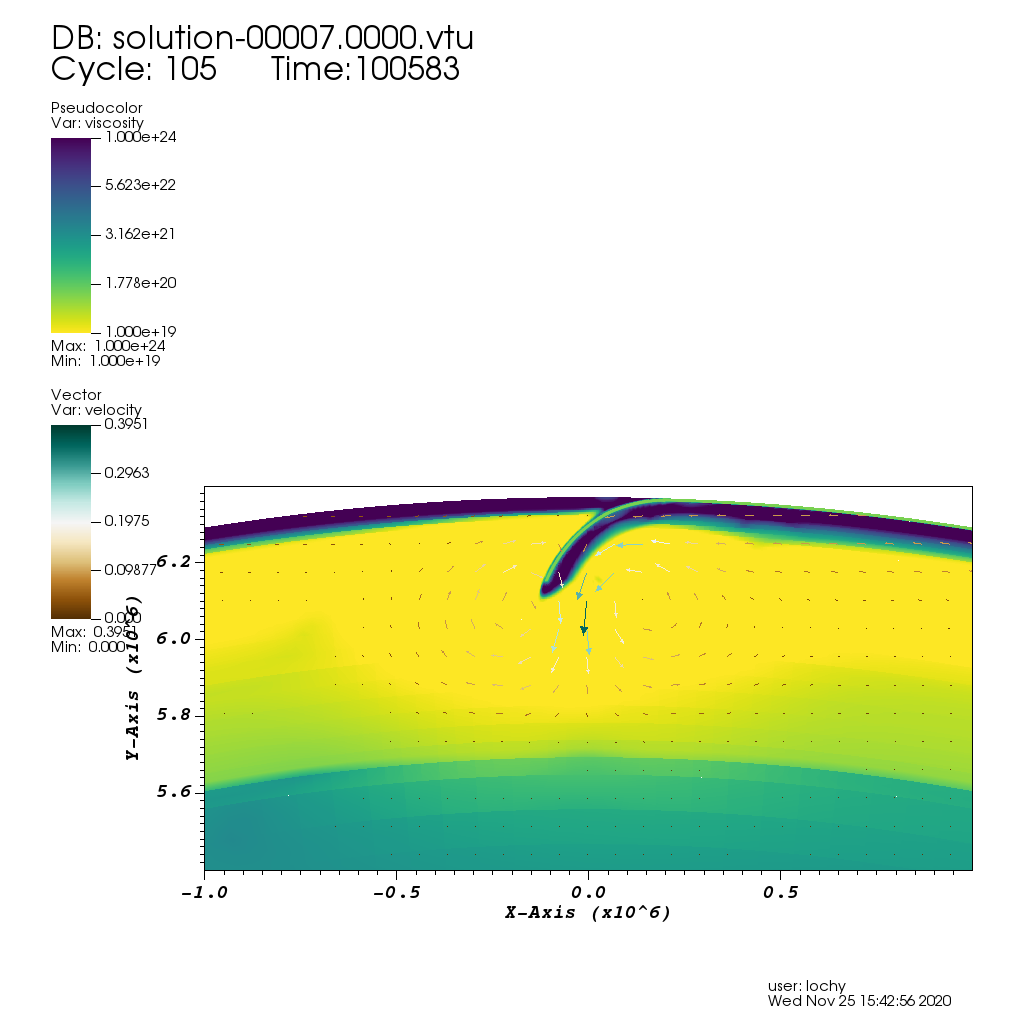 DB: solution-00007.0000.vtu
Cycle: 105 Time:100583
Pseudocolor
Var: viscosity
1.000e+24
5.623e+22
3.162e+21
1.778e+20
1.000e+19
Max: 1.000e+24
Min: 1.000e+19
Vector
Var: velocity
0.3951
0.2963
0.1975
0.09877
0.000
Max: 0.395
Min: 0.000
Y-Axis (x10^6)
6.2
6.0
5.8
5.6
-1.0
-0.5
0.0
0.5
X-Axis (x10^6)
user: lochy
Wed Nov 25 15:42:56 2020